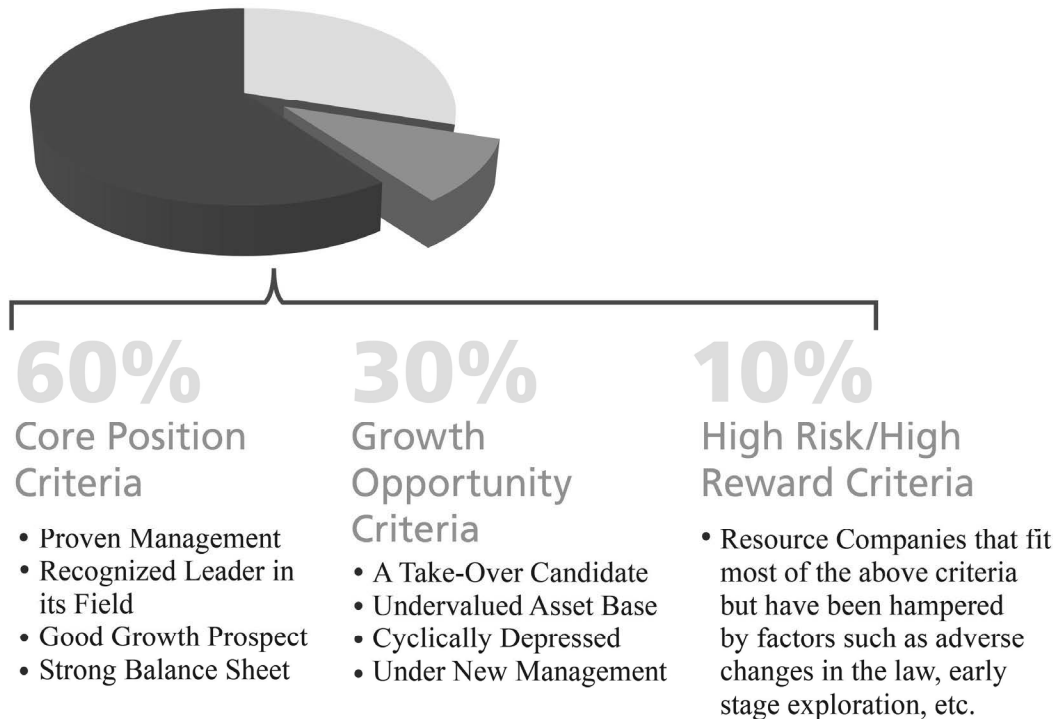 60%
Core Position
Criteria
• Proven Management
• Recognized Leader in
its Field
• Good Growth Prospect
• Strong Balance Sheet
30%
Growth
Opportunity
Criteria
• A Take-Over Candidate
• Undervalued Asset Base
• Cyclically Depressed
• Under New Management
10%
High Risk/High
Reward Criteria
• Resource Companies that fit
most of the above criteria
but have been hampered
by factors such as adverse
changes in the law, early
stage exploration, etc.